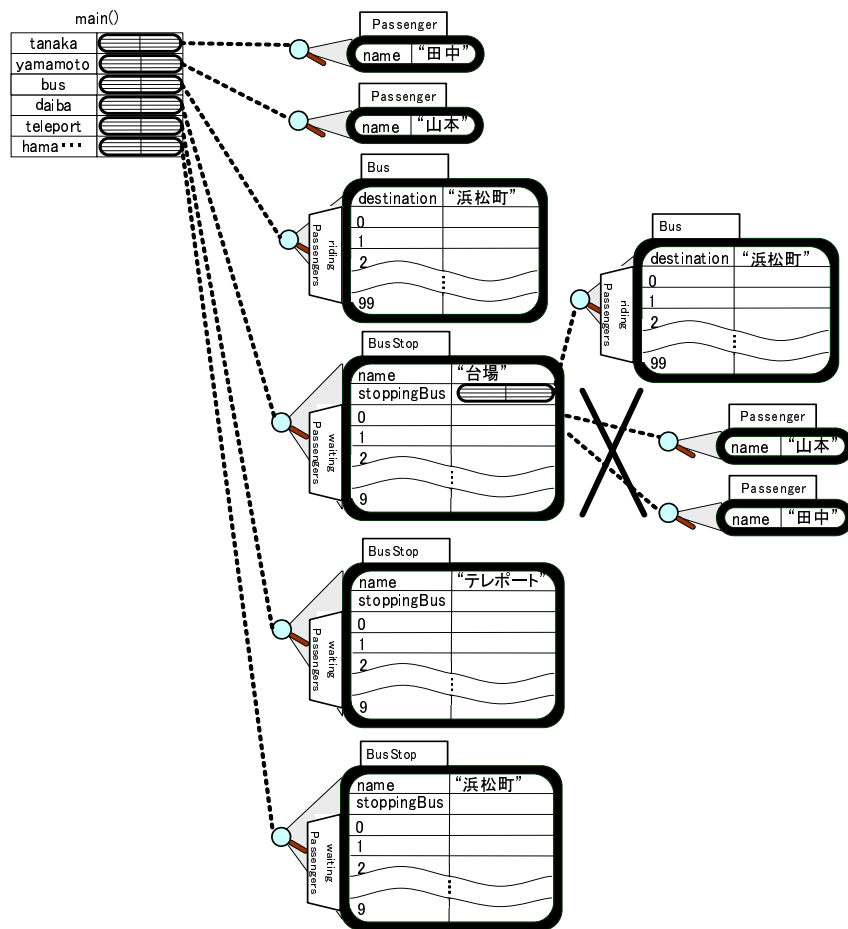 main()
tanaka
yamamoto
bus
daiba
teleport
hama・・・
Passenger
name "田中"
Passenger
name "山本"
Bus
destination "浜松町"
0
1
2
99
riding
Passengers
Bus
destination "浜松町"
0
1
2
99
riding
Passengers
BusStop
name "台場"
stoppingBus
0
1
2
9
waiting
Passengers
Passenger
name "山本"
Passenger
name "田中"
BusStop
name "テレポート"
stoppingBus
0
1
2
9
waiting
Passengers
BusStop
name "浜松町"
stoppingBus
0
1
2
9
waiting
Passengers